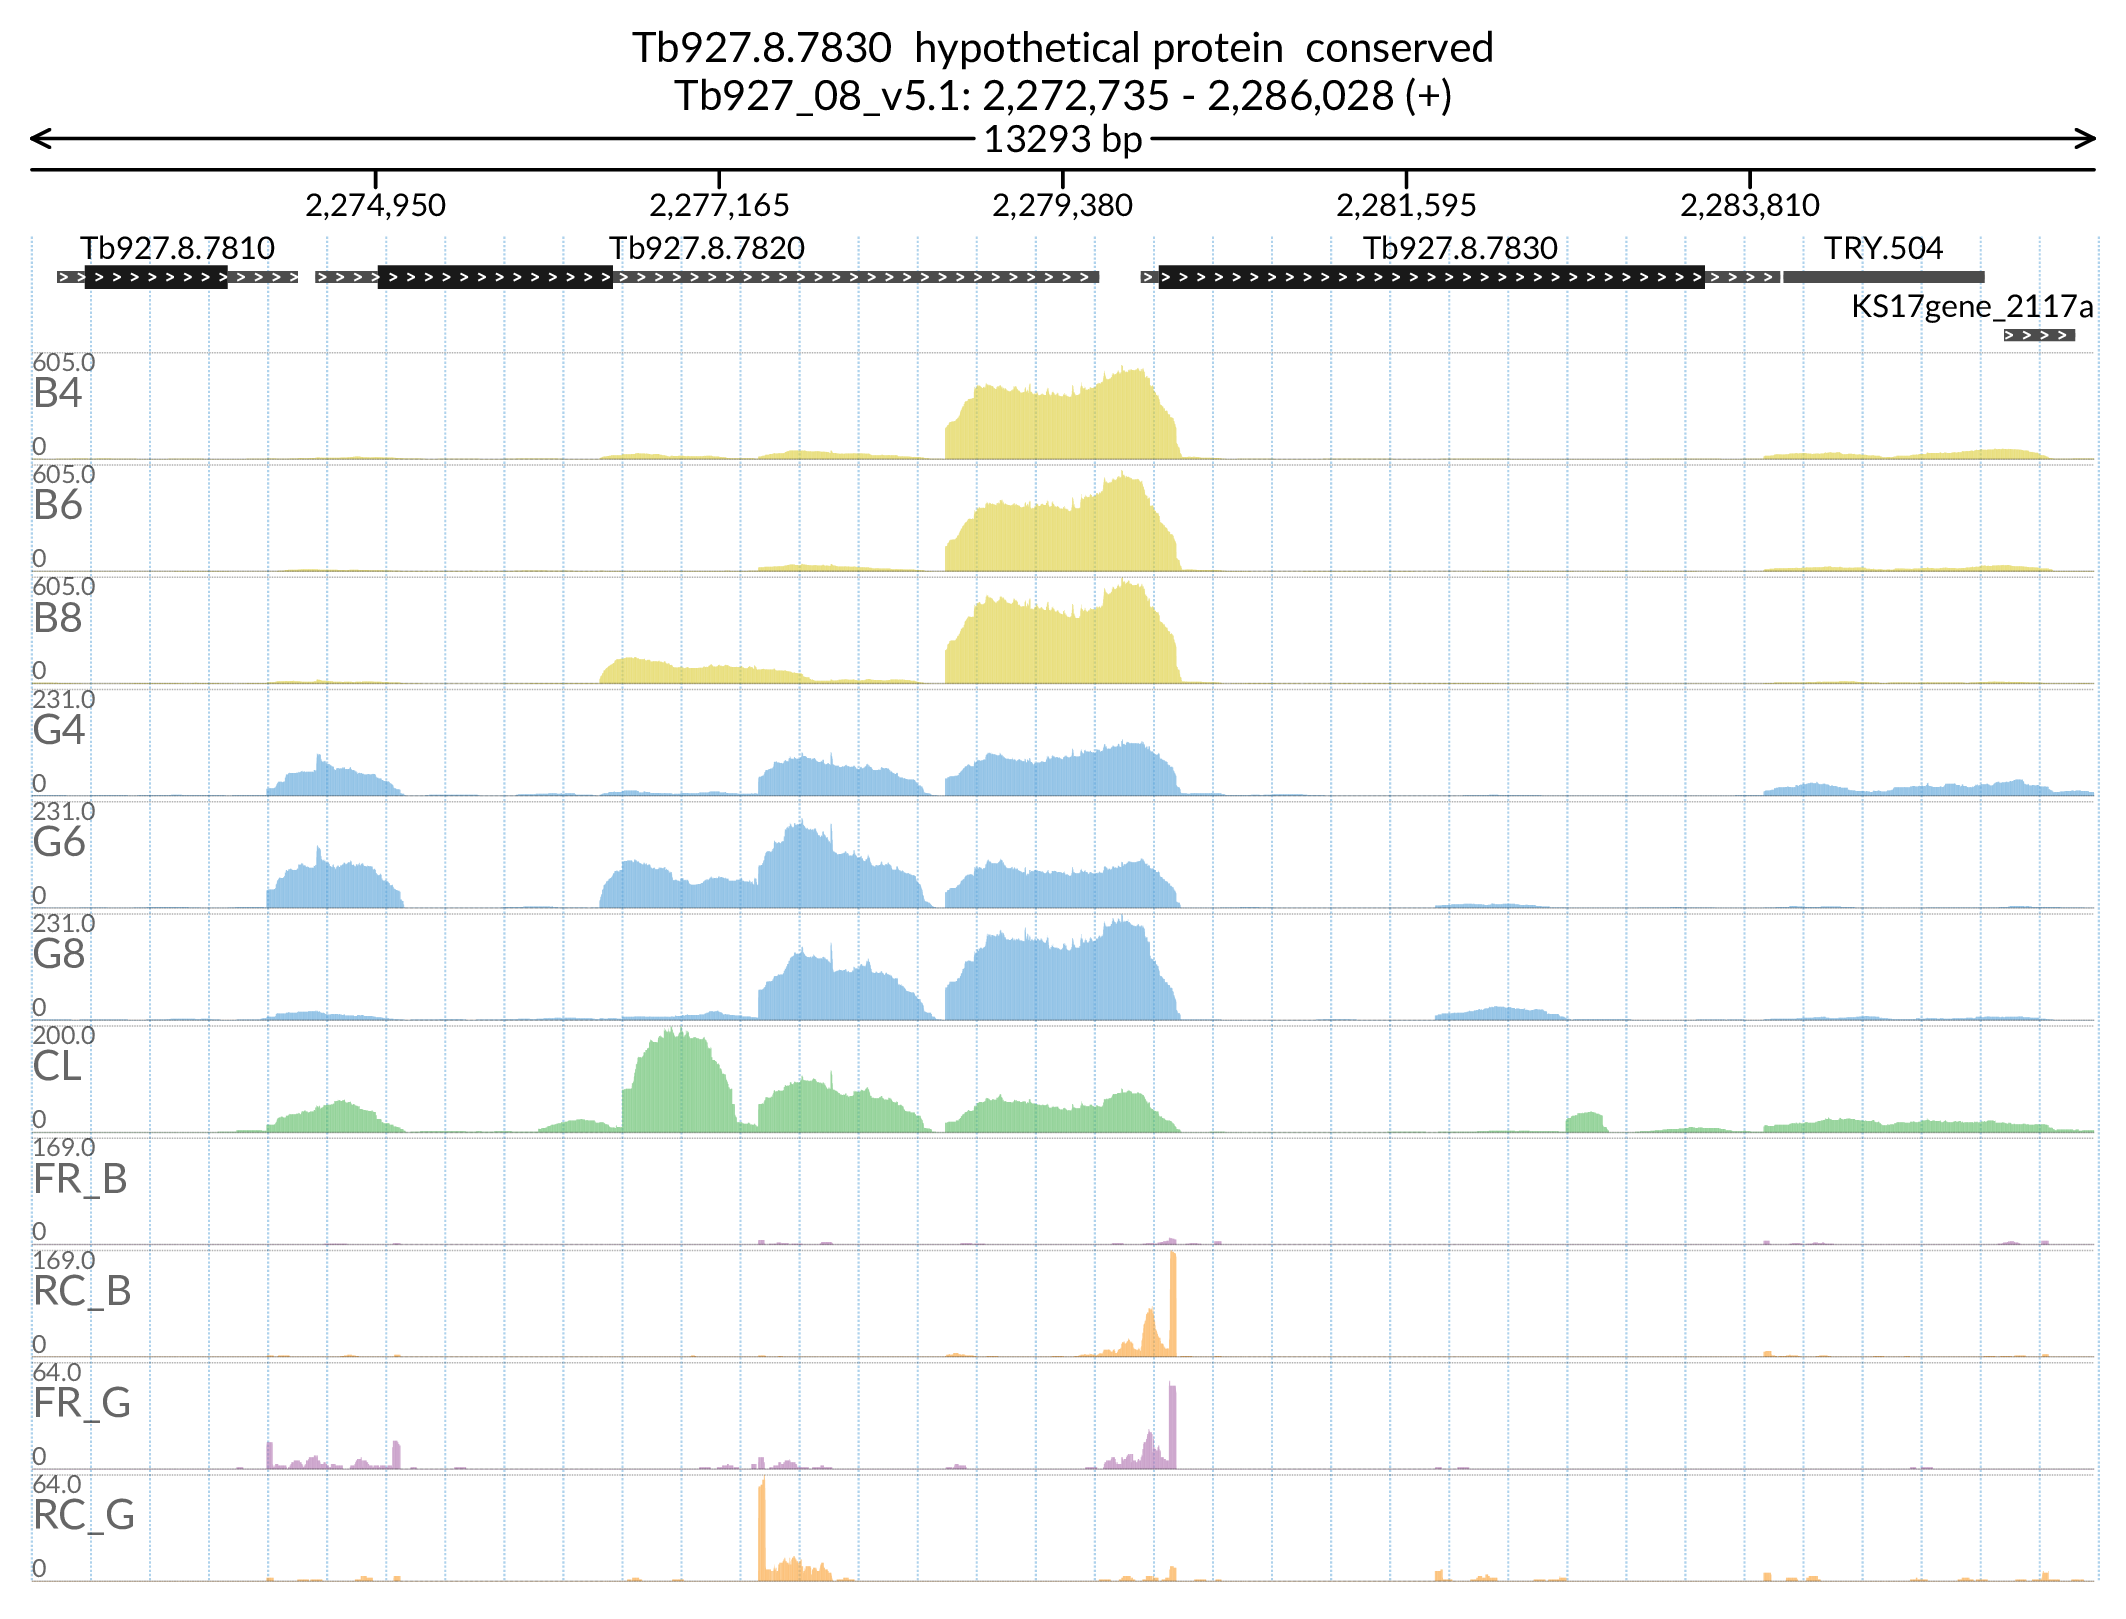 Tb927.8.7830  hypothetical protein  conserved
Tb927_08_v5.1: 2,272,735 - 2,286,028 (+)
13293 bp
2,274,950 2,277,165 2,279,380 2,281,595 2,283,810
Tb927.8.7810 Tb927.8.7820 Tb927.8.7830 TRY.504
KS17gene_2117a
605.0
B4
0
605.0
B6
0
605.0
B8
0
231.0
G4
0
231.0
G6
0
231.0
G8
0
200.0
CL
0
169.0
FR_B
0
169.0
RC_B
0
64.0
FR_G
0
64.0
RC_G
0